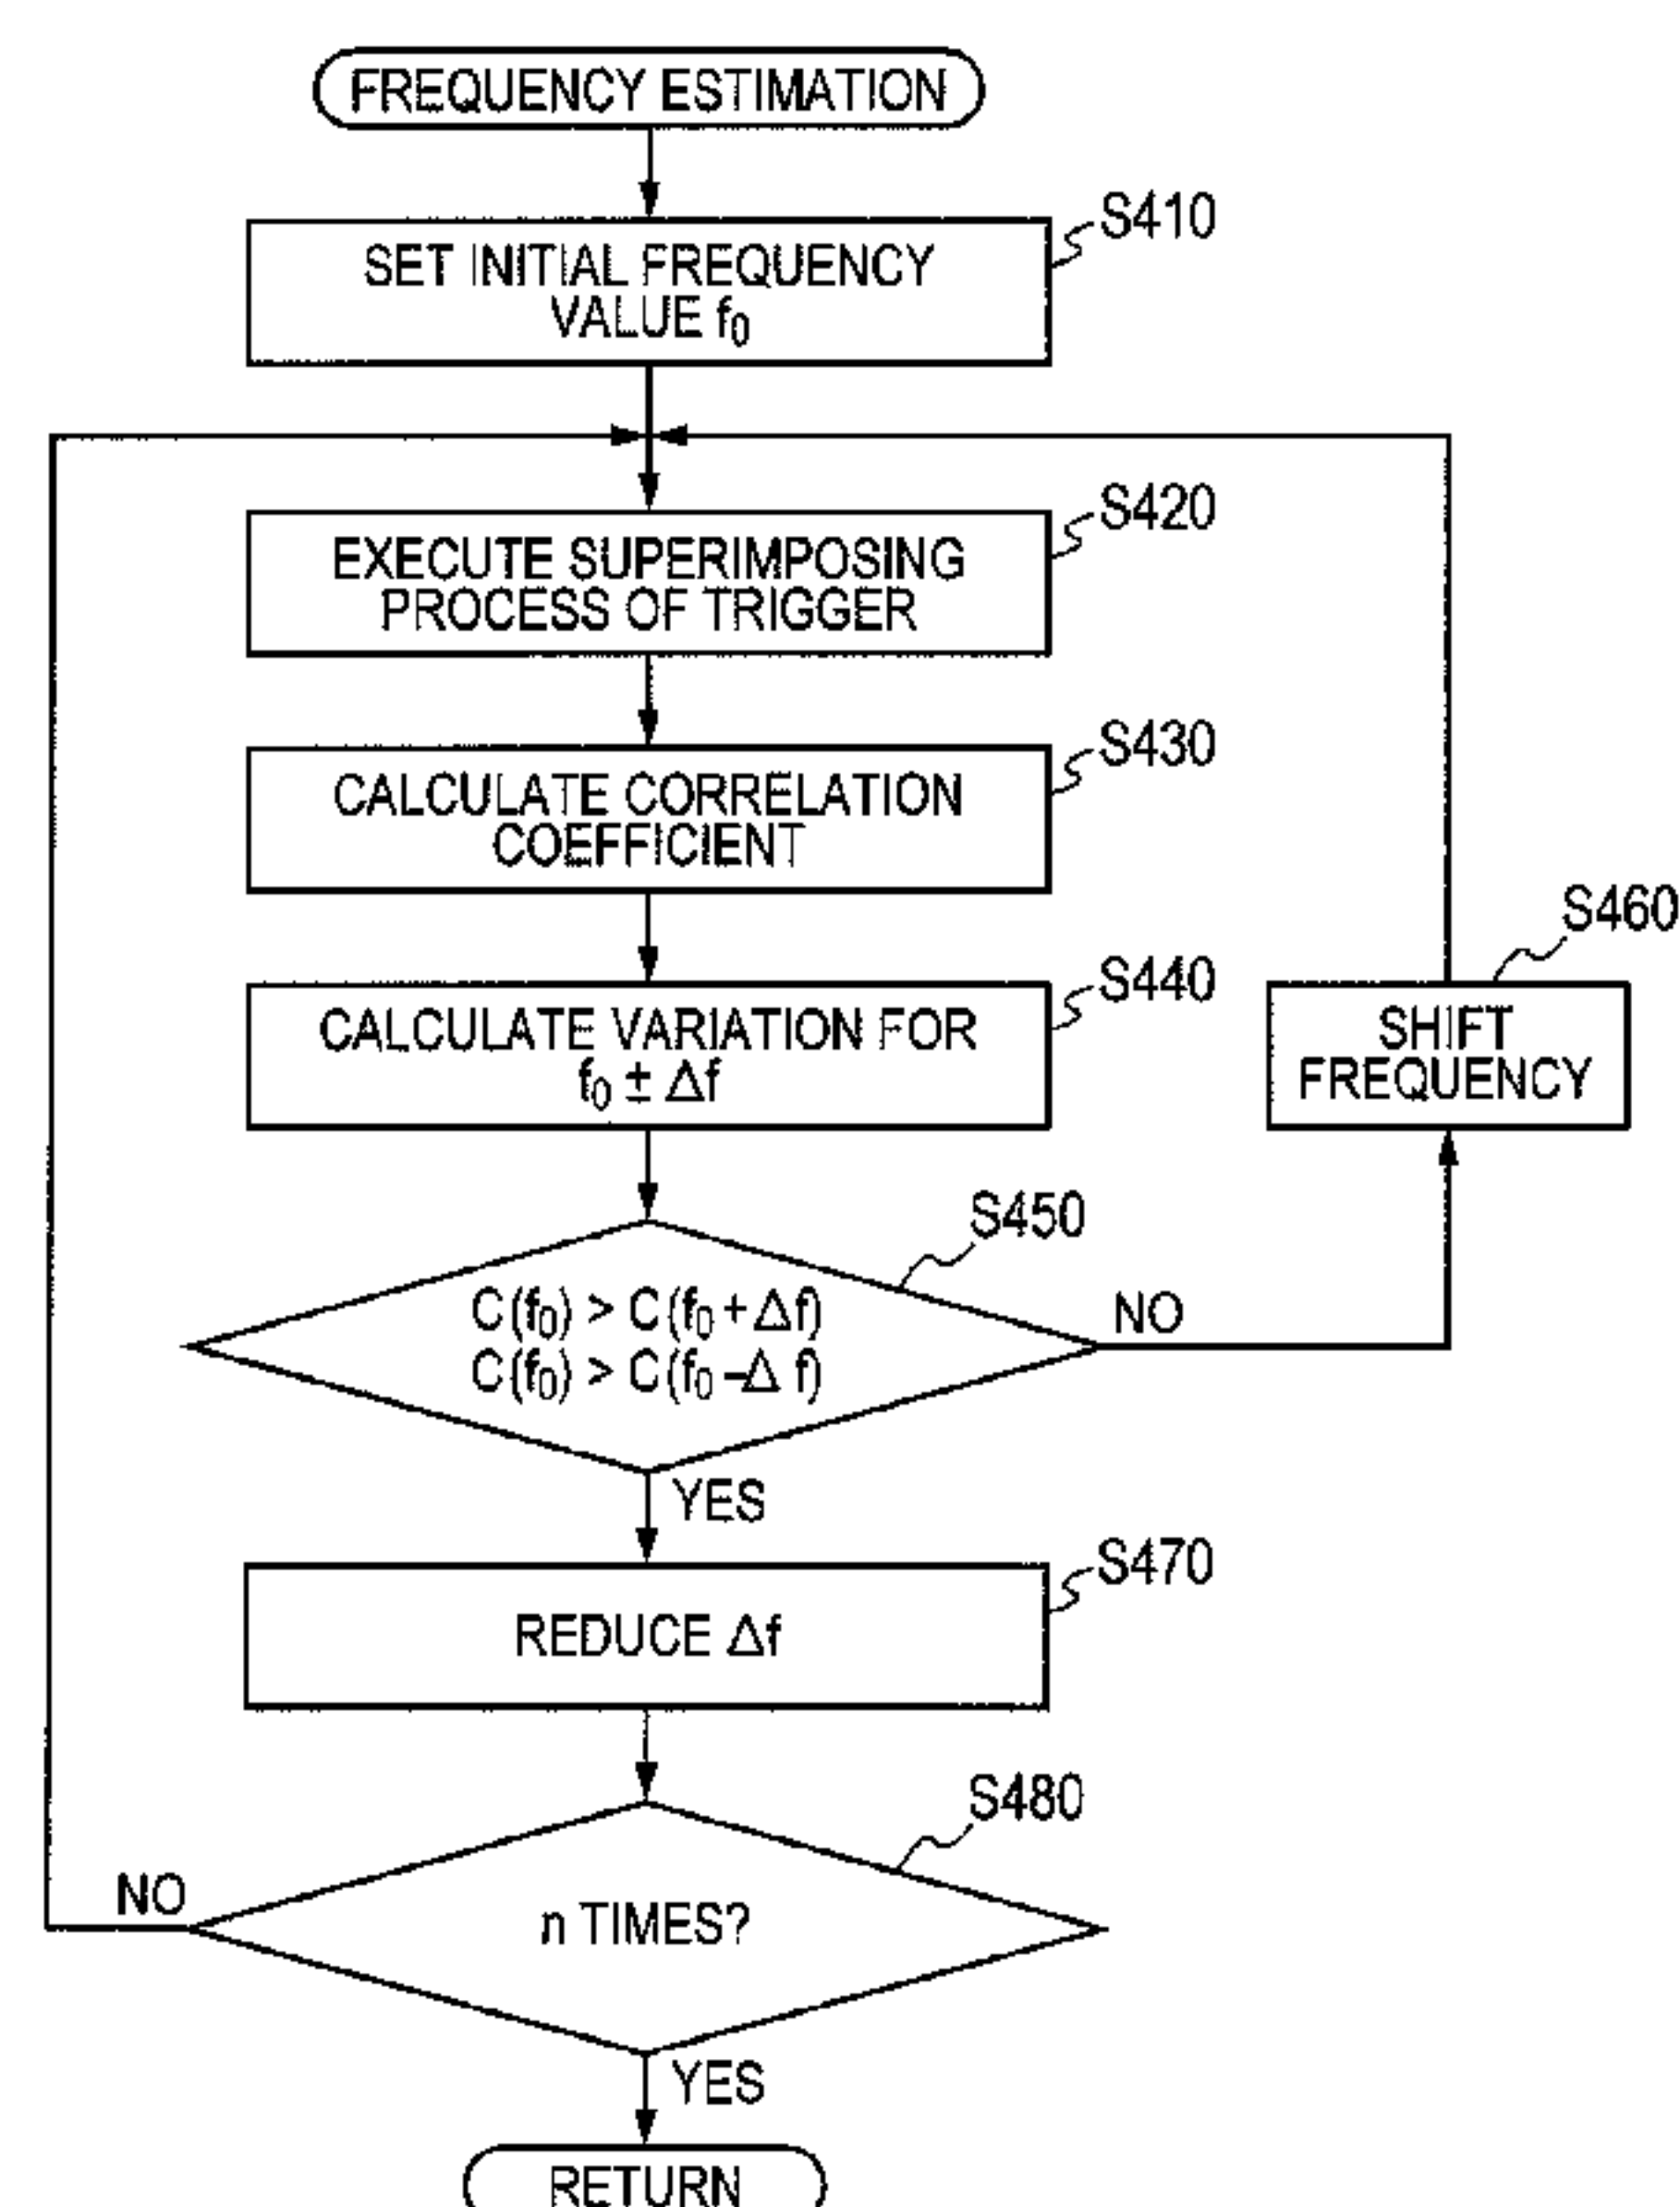 FREQUENCY ESTIMATION
S410
SET INITIAL FREQUENCY
VALUE f₀
S420
EXECUTE SUPERIMPOSING
PROCESS OF TRIGGER
S430
CALCULATE CORRELATION
COEFFICIENT
S440
CALCULATE VARIATION FOR
f₀ ± Δf
S460
SHIFT
FREQUENCY
S450
C(f₀) > C(f₀+Δf)
C(f₀) > C(f₀-Δf)
NO
YES
S470
REDUCE Δf
S480
n TIMES?
NO
YES
RETURN